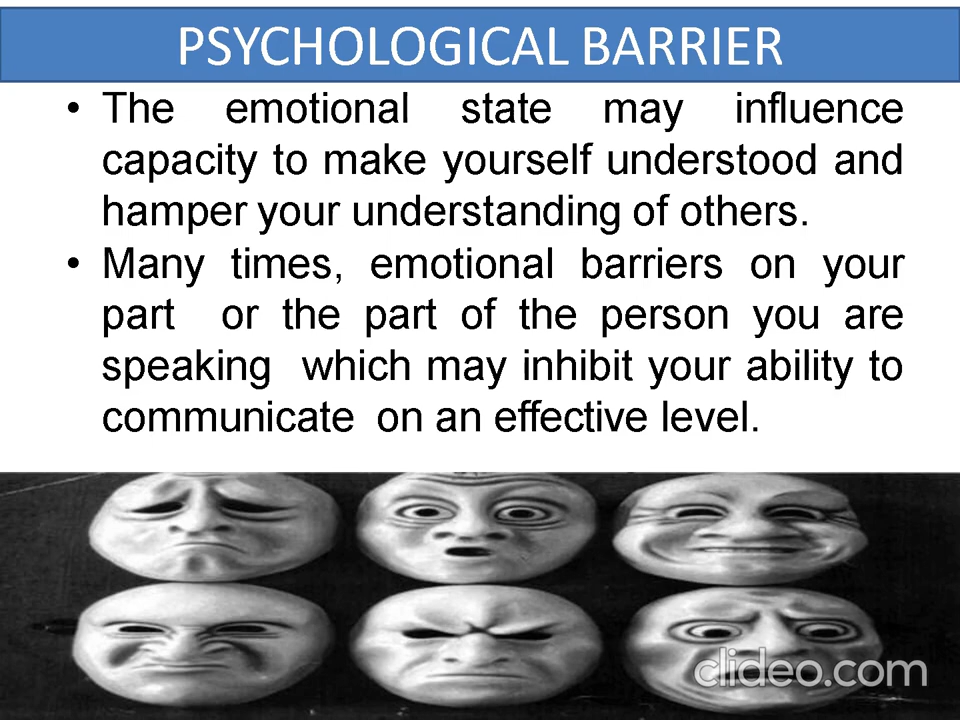 PSYCHOLOGICAL BARRIER
• The emotional state may influence
capacity to make yourself understood and
hamper your understanding of others.
• Many times, emotional barriers on your
part or the part of the person you are
speaking which may inhibit your ability to
communicate on an effective level.
clideo.com